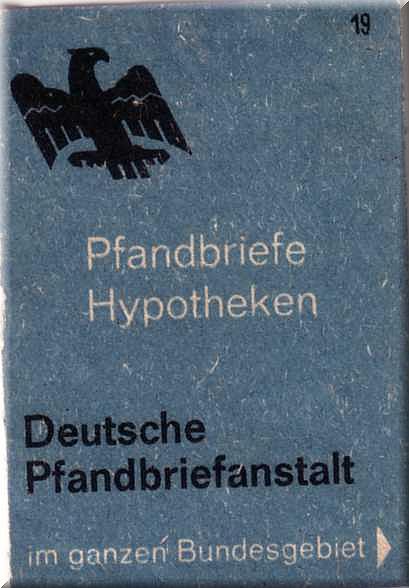 19
Pfandbriefe
Hypotheken
Deutsche
Pfandbriefanstalt
im ganzen Bundesgebiet